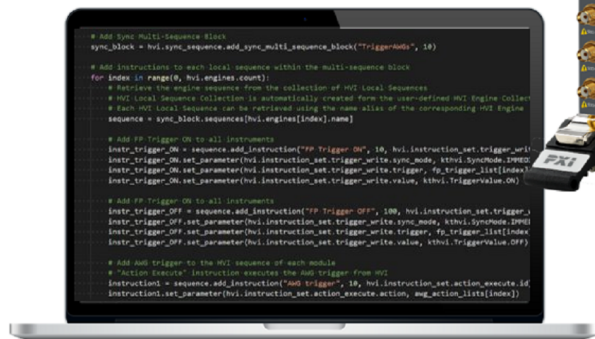 # Add Sync Multi-Sequence Block
sync_block = hvi.sync_sequence.add_sync_multi_sequence_block("TriggerAWGs", 10)
# Add instructions to each local sequence within the multi-sequence block
for index in range(0, hvi.engines.count):
# Retrieve the engine sequence from the collection of HVI Local Sequences
# HVI Local Sequence Collection is automatically created form the user-defined HVI Engine Collect
# Each HVI Local Sequence can be retrieved using the name alias of the corresponding HVI Engine
sequence = sync_block.sequences[hvi.engines[index].name]
# Add FP Trigger ON to all instruments
instr_trigger_ON = sequence.add_instruction("FP Trigger ON", 10, hvi.instruction_set.trigger_writ
instr_trigger_ON.set_parameter(hvi.instruction_set.trigger_write.sync_mode, kthvi.SyncMode.IMMEDI
instr_trigger_ON.set_parameter(hvi.instruction_set.trigger_write.trigger, fp_trigger_list[index]
instr_trigger_ON.set_parameter(hvi.instruction_set.trigger_write.value, kthvi.TriggerValue.ON)
# Add FP Trigger ON to all instruments
instr_trigger_OFF = sequence.add_instruction("FP Trigger OFF", 100, hvi.instruction_set.trigger_
instr_trigger_OFF.set_parameter(hvi.instruction_set.trigger_write.sync_mode, kthvi.SyncMode.IMME
instr_trigger_OFF.set_parameter(hvi.instruction_set.trigger_write.trigger, fp_trigger_list[index
instr_trigger_OFF.set_parameter(hvi.instruction_set.trigger_write.value, kthvi.TriggerValue.OFF)
# Add AWG trigger to the HVI sequence of each module
# "Action Execute" instruction executes the AWG trigger from HVI
instruction1 = sequence.add_instruction("AWG trigger", 10, hvi.instruction_set.action_execute.id
instruction1.set_parameter(hvi.instruction_set.action_execute.action, awg_action_lists[index])
PXI